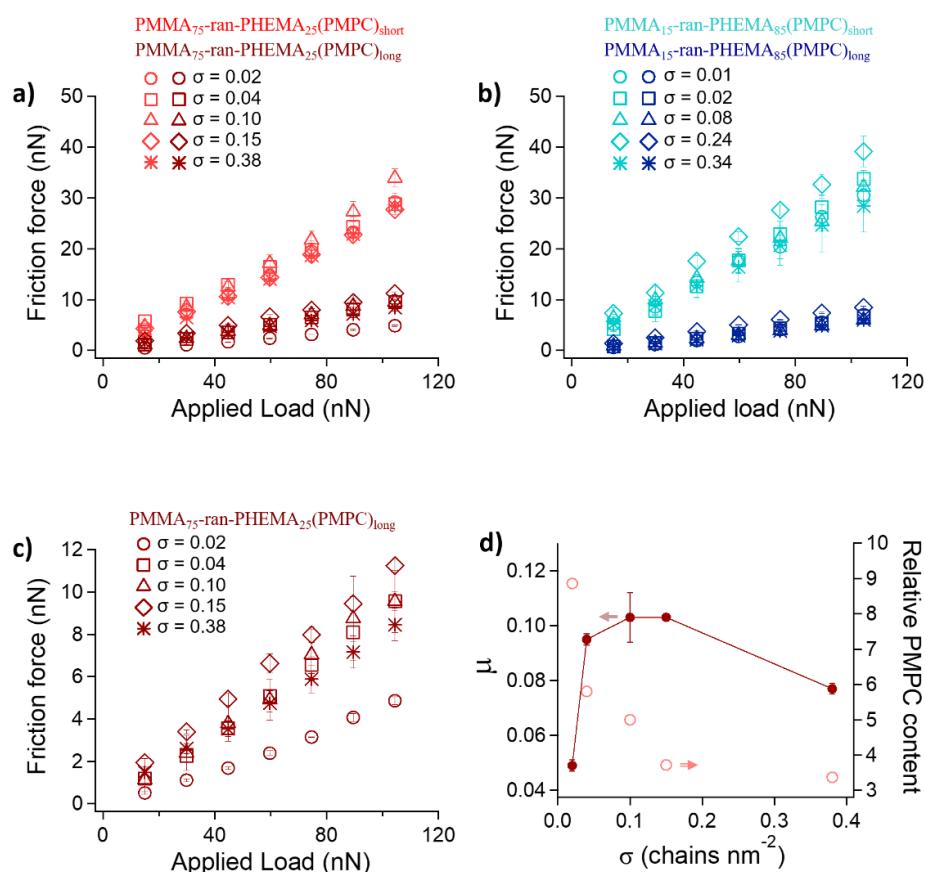 PMMA₇₅-ran-PHEMA₂₅(PMPC)short
PMMA₇₅-ran-PHEMA₂₅(PMPC)long
a)
σ = 0.02
σ = 0.04
σ = 0.10
σ = 0.15
σ = 0.38
50
40
30
20
10
0
Friction force (nN)
0 40 80 120
Applied Load (nN)
PMMA₁₅-ran-PHEMA₈₅(PMPC)short
PMMA₁₅-ran-PHEMA₈₅(PMPC)long
b)
σ = 0.01
σ = 0.02
σ = 0.08
σ = 0.24
σ = 0.34
50
40
30
20
10
0
Friction force (nN)
0 40 80 120
Applied load (nN)
PMMA₇₅-ran-PHEMA₂₅(PMPC)long
c)
σ = 0.02
σ = 0.04
σ = 0.10
σ = 0.15
σ = 0.38
12
10
8
6
4
2
0
Friction force (nN)
0 40 80 120
Applied Load (nN)
d)
0.12
0.10
0.08
0.06
0.04
μ
10
9
8
7
6
5
4
3
Relative PMPC content
0.0 0.1 0.2 0.3 0.4
σ (chains nm⁻²)